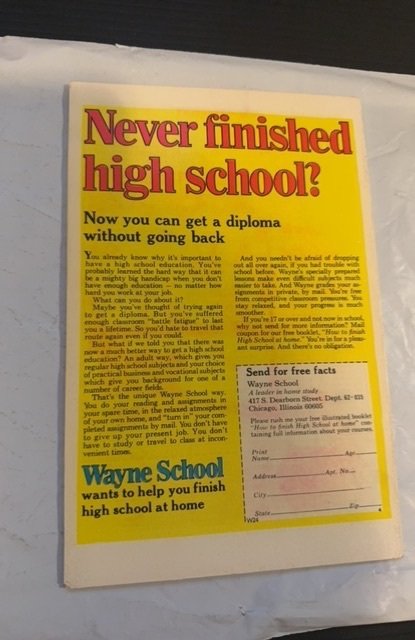 Never finished
high school?
Now you can get a diploma
without going back
You already know why it's important to
have a high school education. You've
probably learned the hard way that it can
be a mighty big handicap when you don't
have enough education — no matter how
hard you work at your job.
What can you do about it?
Maybe you've thought of trying again
to get a diploma. But you've suffered
enough classroom "battle fatigue" to last
you a lifetime. So you'd hate to travel that
route again even if you could.
But what if we told you that there was
now a much better way to get a high school
education? An adult way, which gives you
regular high school subjects and your choice
of practical business and vocational subjects
which give you background for one of a
number of career fields.
That's the unique Wayne School way.
You do your reading and assignments in
your spare time, in the relaxed atmosphere
of your own home, and "turn in" your com-
pleted assignments by mail. You don't have
to give up your present job. You don't
have to study or travel to class at incon-
venient times.
Wayne School
wants to help you finish
high school at home
And you needn't be afraid of dropping
out all over again, if you had trouble with
school before. Wayne's specially prepared
lessons make even difficult subjects much
easier to take. And Wayne grades your as-
signments in private, by mail. You're free
from competitive classroom pressures. You
stay relaxed, and your progress is much
smoother.
If you're 17 or over and not now in school,
why not send for more information? Mail
coupon for our free booklet, "How to finish
High School at home." You're in for a pleas-
ant surprise. And there's no obligation.
Send for free facts
Wayne School
A leader in home study
417 S. Dearborn Street, Dept. 62-235
Chicago, Illinois 60605
Please rush me your free illustrated booklet
"How to finish High School at home" con-
taining full information about your courses.
Print
Name Age
Address Apt. No.
City
State Zip
W24